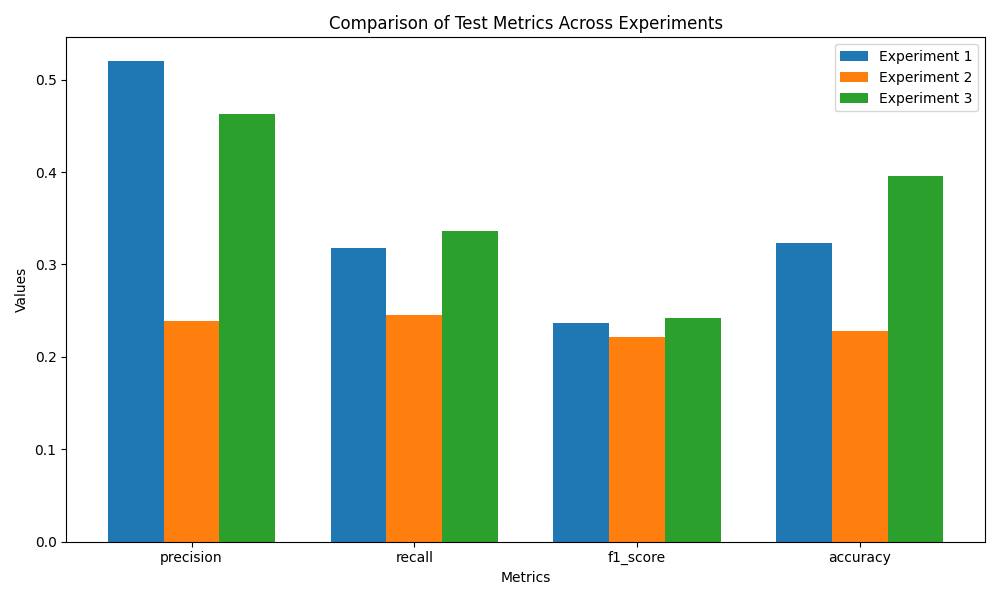 Comparison of Test Metrics Across Experiments
Experiment 1
Experiment 2
Experiment 3
Values
0.5
0.4
0.3
0.2
0.1
0.0
precision recall f1_score accuracy
Metrics